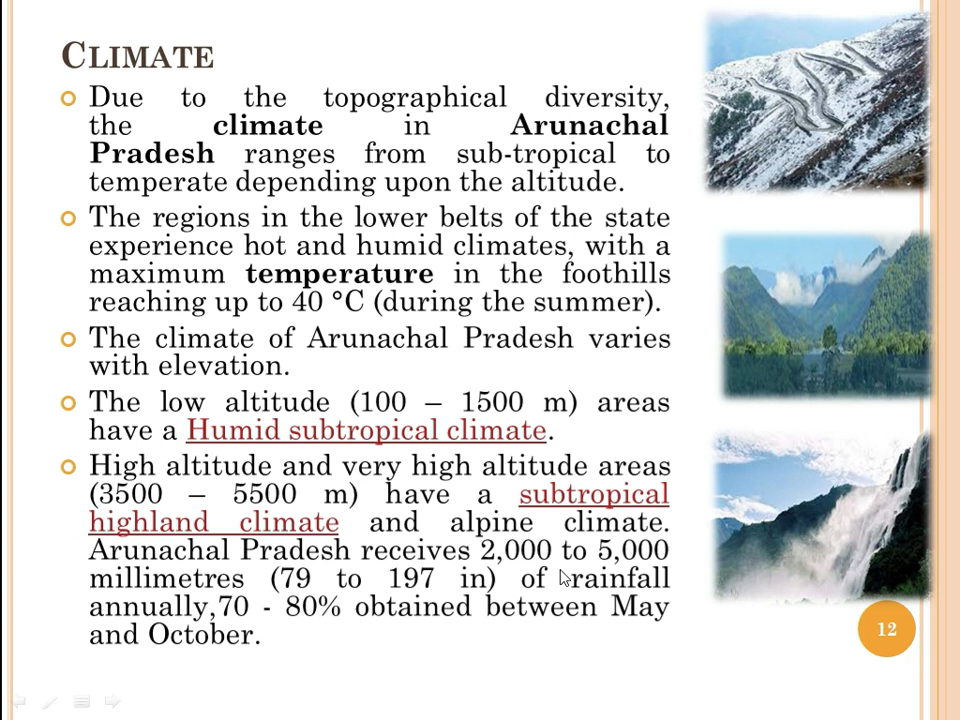 CLIMATE
Due to the topographical diversity,
the climate in Arunachal
Pradesh ranges from sub-tropical to
temperate depending upon the altitude.
The regions in the lower belts of the state
experience hot and humid climates, with a
maximum temperature in the foothills
reaching up to 40 °C (during the summer).
The climate of Arunachal Pradesh varies
with elevation.
The low altitude (100 – 1500 m) areas
have a Humid subtropical climate.
High altitude and very high altitude areas
(3500 – 5500 m) have a subtropical
highland climate and alpine climate.
Arunachal Pradesh receives 2,000 to 5,000
millimetres (79 to 197 in) of rainfall
annually,70 - 80% obtained between May
and October.
12